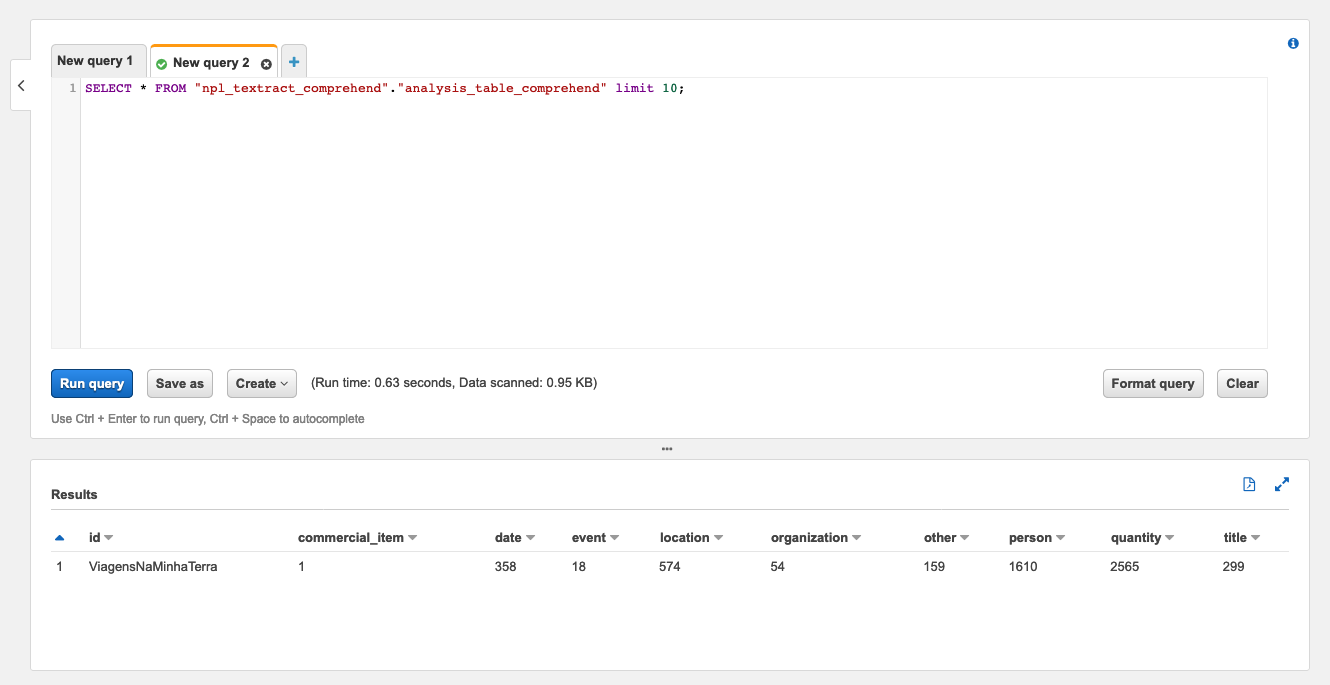 New query 1 New query 2 +
1 SELECT * FROM "npl_textract_comprehend"."analysis_table_comprehend" limit 10;
Run query Save as Create (Run time: 0.63 seconds, Data scanned: 0.95 KB) Format query Clear
Use Ctrl + Enter to run query, Ctrl + Space to autocomplete
Results
id commercial_item date event location organization other person quantity title
1 ViagensNaMinhaTerra 1 358 18 574 54 159 1610 2565 299